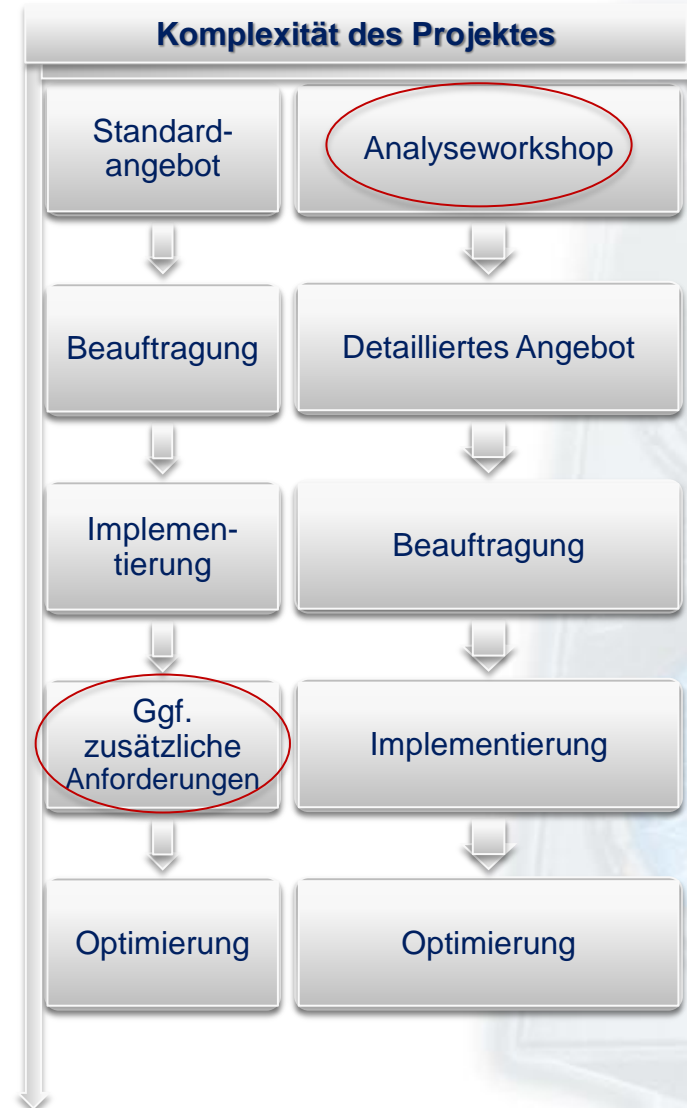 Komplexität des Projektes
Standard-
angebot
Analyseworkshop
Beauftragung
Detailliertes Angebot
Implemen-
tierung
Beauftragung
Ggf.
zusätzliche
Anforderungen
Implementierung
Optimierung
Optimierung